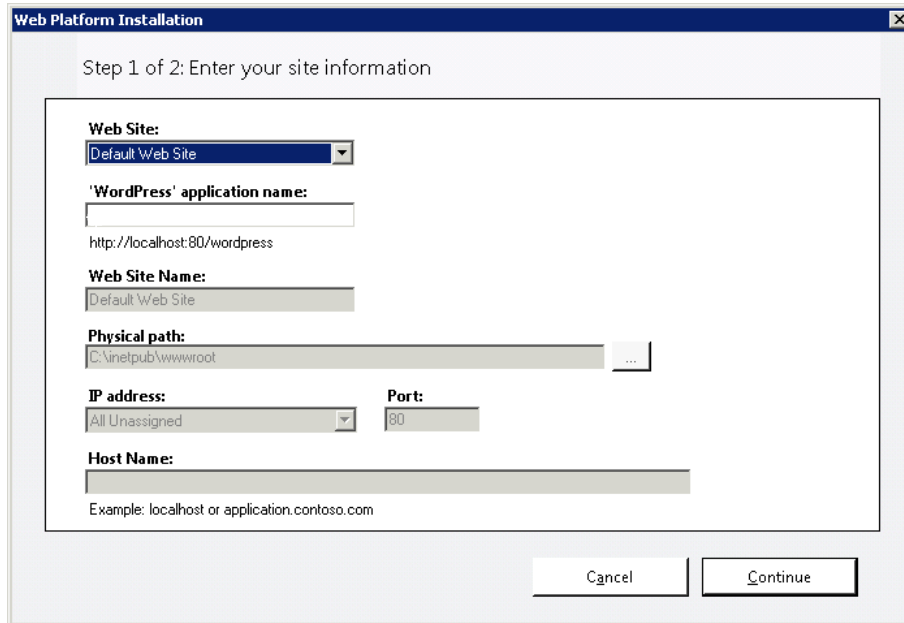 Web Platform Installation
Step 1 of 2: Enter your site information
Web Site:
Default Web Site
'WordPress' application name:
http://localhost:80/wordpress
Web Site Name:
Default Web Site
Physical path:
C:\inetpub\wwwroot
...
IP address: Port:
All Unassigned 80
Host Name:
Example: localhost or application.contoso.com
Cancel Continue